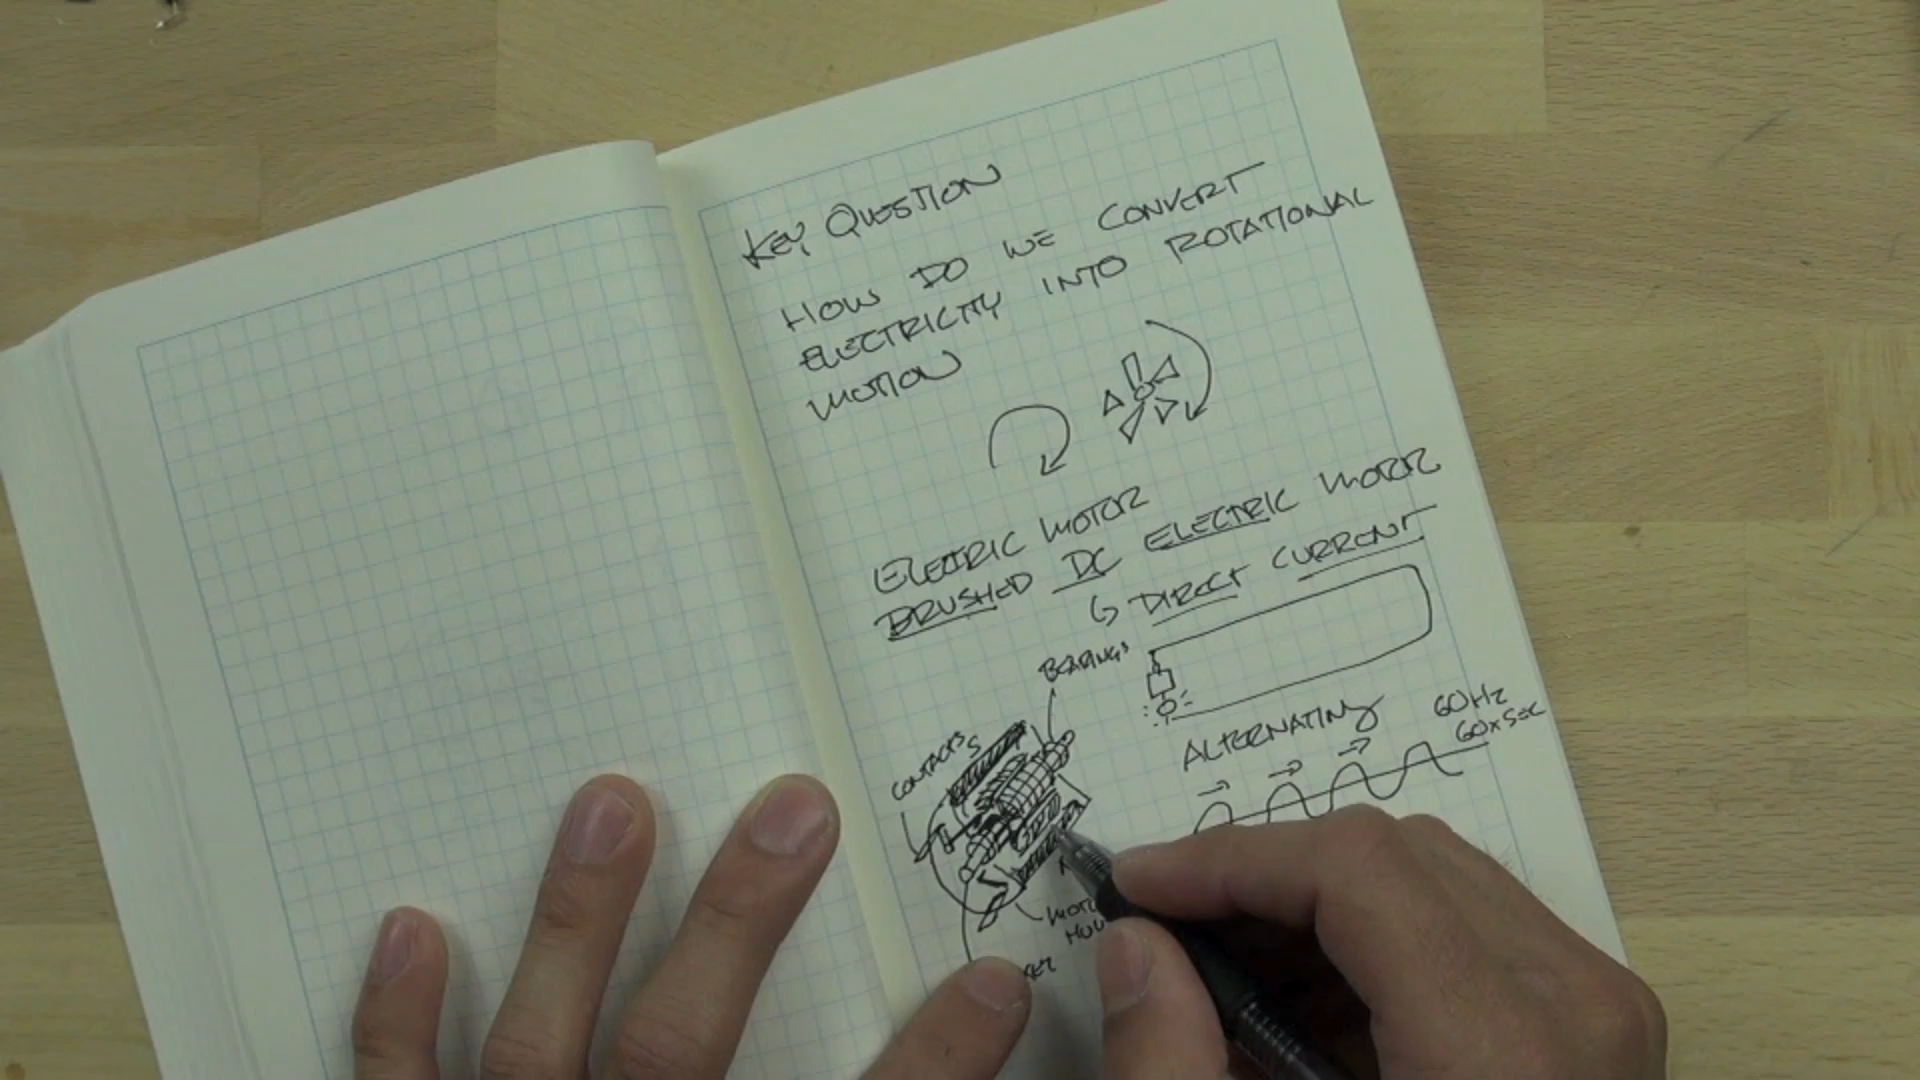 KEY QUESTION
HOW DO WE CONVERT
ELECTRICITY INTO ROTATIONAL
MOTION
ELECTRIC MOTOR
BRUSHED DC ELECTRIC MOTOR
↳ DIRECT CURRENT
BEARINGS
CONTACTS
ALTERNATING
60Hz
60xSEC